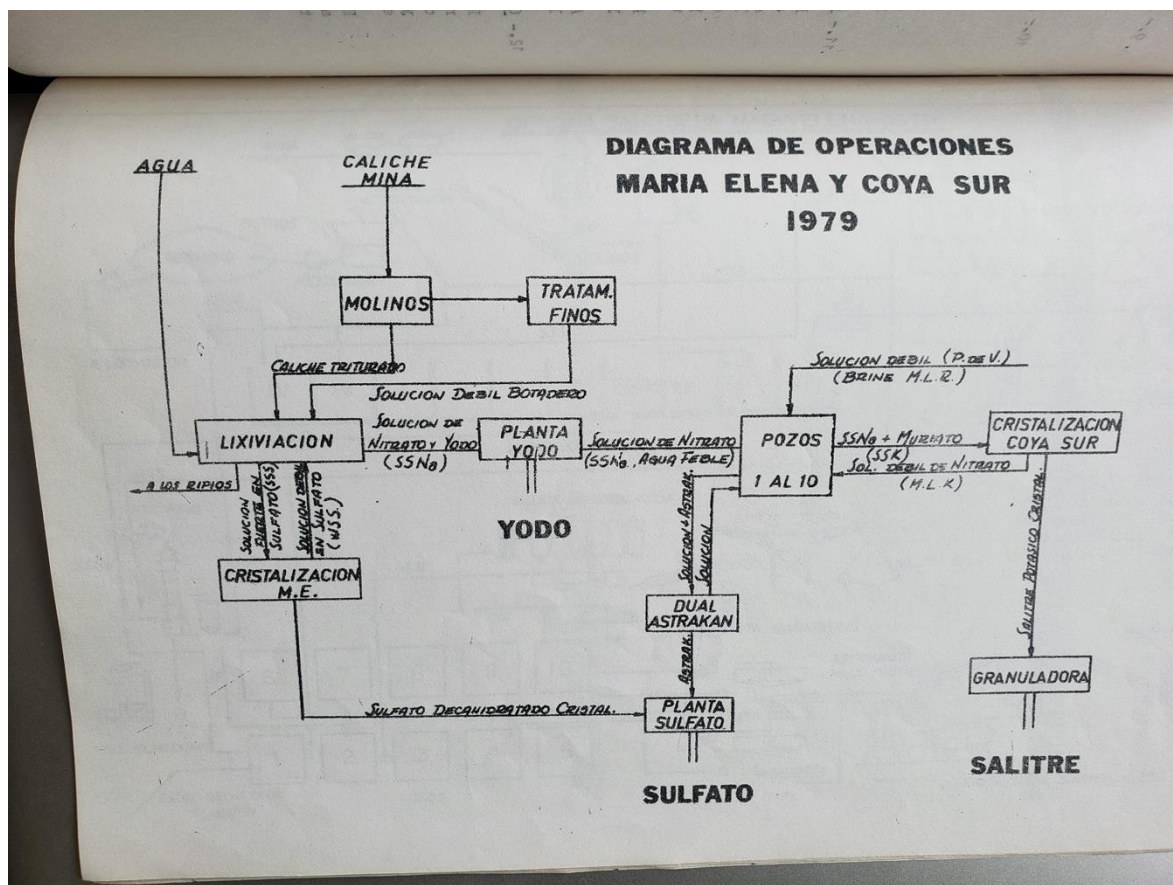 DIAGRAMA DE OPERACIONES
MARIA ELENA Y COYA SUR
1979
AGUA
CALICHE
MINA
MOLINOS
TRATAM.
FINOS
CALICHE TRITURADO
SOLUCION DEBIL BOTADERO
SOLUCION DEBIL (P. DE V.)
(BRINE M.L.R.)
LIXIVIACION
SOLUCION DE
NITRATO Y YODO
(SSNa)
PLANTA
YODO
SOLUCION DE NITRATO
(SSNa, AGUA FEBLE)
POZOS
1 AL 10
SSNa + MURIATO
(SSK)
SOL. DEBIL DE NITRATO
(M.L.K)
CRISTALIZACION
COYA SUR
A LOS RIPIOS
SOLUCION
FUERTE EN
SULFATO (SSS)
SOLUCION DEBIL
EN SULFATO
(WSS.)
YODO
CRISTALIZACION
M.E.
SOLUCION+ASTRAK.
SOLUCION
SALITRE POTASICO CRISTAL.
DUAL
ASTRAKAN
ASTRAK.
GRANULADORA
SULFATO DECAHIDRATADO CRISTAL.
PLANTA
SULFATO
SALITRE
SULFATO